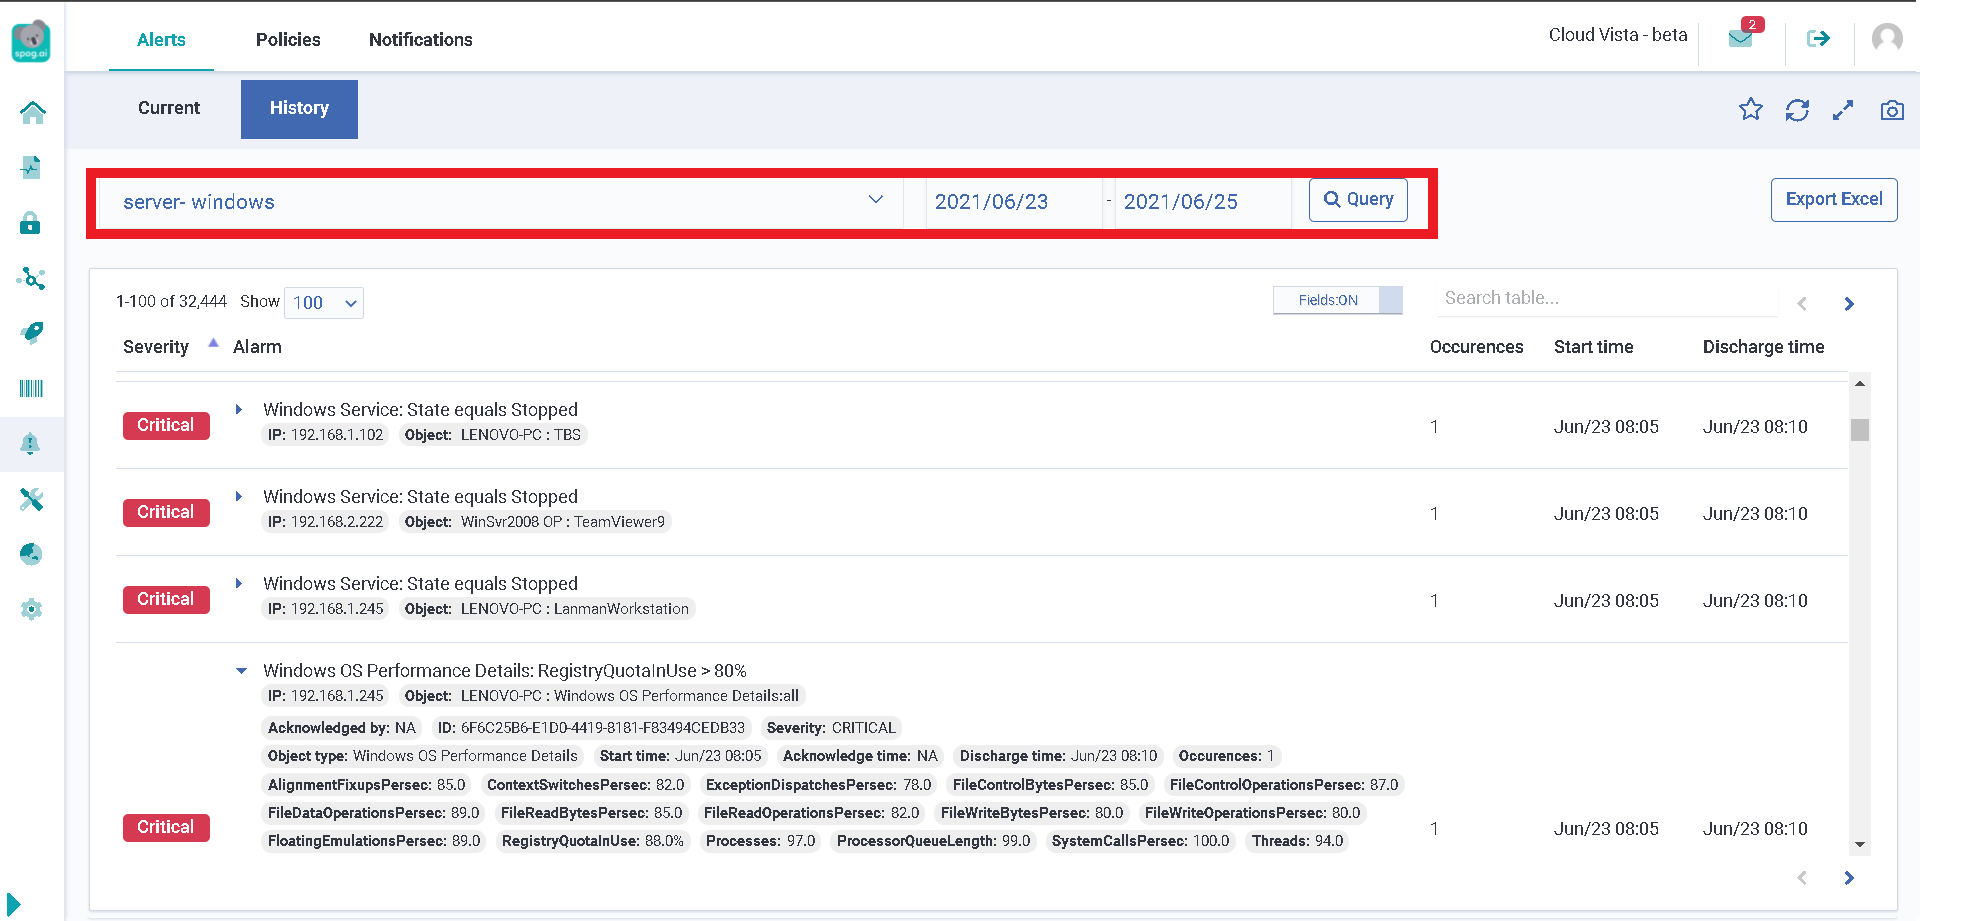 spog.ai
Alerts Policies Notifications Cloud Vista - beta 2
Current History
server- windows 2021/06/23 - 2021/06/25 Query Export Excel
1-100 of 32,444 Show 100 Fields:ON Search table...
Severity Alarm Occurences Start time Discharge time
Windows Service: State equals Stopped
Critical IP: 192.168.1.102 Object: LENOVO-PC : TBS 1 Jun/23 08:05 Jun/23 08:10
Windows Service: State equals Stopped
Critical IP: 192.168.2.222 Object: WinSvr2008 OP : TeamViewer9 1 Jun/23 08:05 Jun/23 08:10
Windows Service: State equals Stopped
Critical IP: 192.168.1.245 Object: LENOVO-PC : LanmanWorkstation 1 Jun/23 08:05 Jun/23 08:10
Windows OS Performance Details: RegistryQuotaInUse > 80%
IP: 192.168.1.245 Object: LENOVO-PC : Windows OS Performance Details:all
Acknowledged by: NA ID: 6F6C25B6-E1D0-4419-8181-F83494CEDB33 Severity: CRITICAL
Object type: Windows OS Performance Details Start time: Jun/23 08:05 Acknowledge time: NA Discharge time: Jun/23 08:10 Occurences: 1
AlignmentFixupsPersec: 85.0 ContextSwitchesPersec: 82.0 ExceptionDispatchesPersec: 78.0 FileControlBytesPersec: 85.0 FileControlOperationsPersec: 87.0
FileDataOperationsPersec: 89.0 FileReadBytesPersec: 85.0 FileReadOperationsPersec: 82.0 FileWriteBytesPersec: 80.0 FileWriteOperationsPersec: 80.0
Critical 1 Jun/23 08:05 Jun/23 08:10
FloatingEmulationsPersec: 89.0 RegistryQuotaInUse: 88.0% Processes: 97.0 ProcessorQueueLength: 99.0 SystemCallsPersec: 100.0 Threads: 94.0